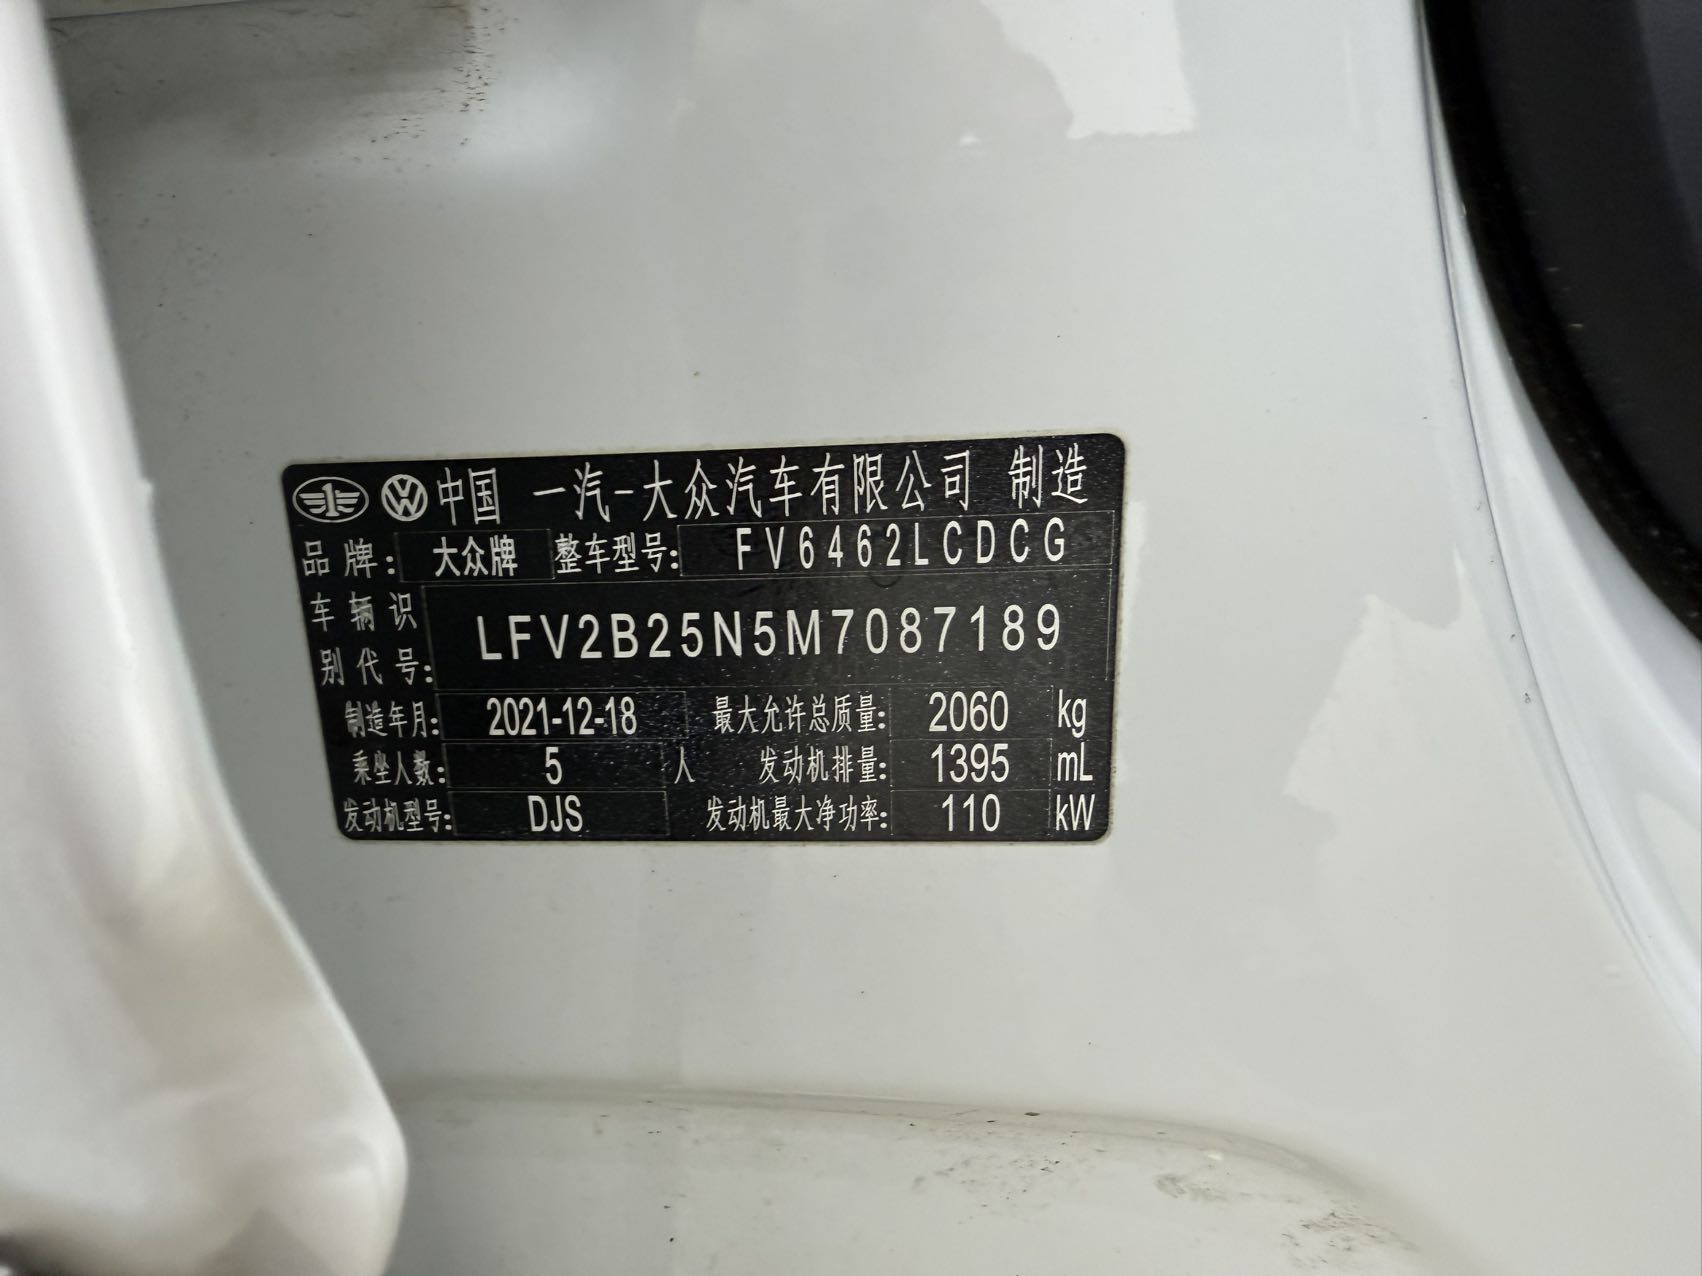 中国 一汽-大众汽车有限公司 制造
品牌: 大众牌 整车型号: FV6462LCDCG
车辆识别代号: LFV2B25N5M7087189
制造年月: 2021-12-18 最大允许总质量: 2060 kg
乘坐人数: 5 人 发动机排量: 1395 mL
发动机型号: DJS 发动机最大净功率: 110 kW